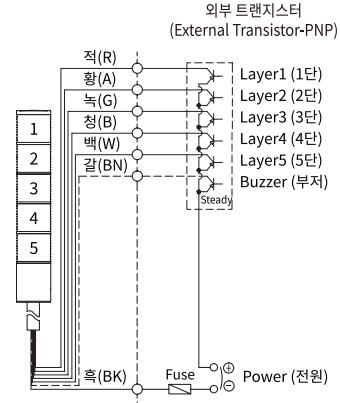 외부 트랜지스터
(External Transistor-PNP)
적(R)
Layer1 (1단)
황(A)
Layer2 (2단)
녹(G)
Layer3 (3단)
청(B)
Layer4 (4단)
백(W)
Layer5 (5단)
갈(BN)
Buzzer (부저)
Steady
1
2
3
4
5
흑(BK)
Fuse
+
Power (전원)
-